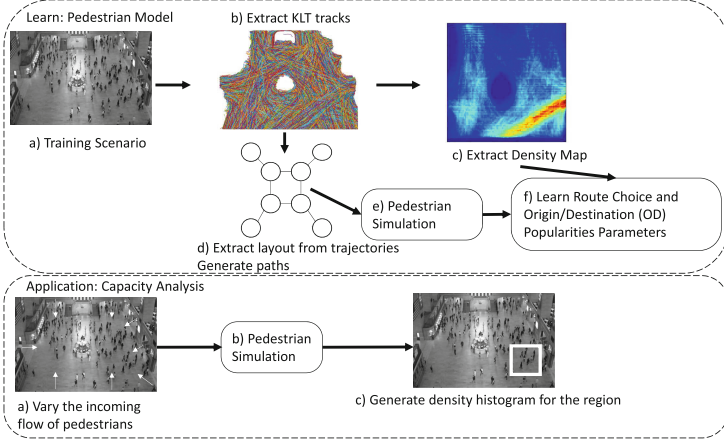 Learn: Pedestrian Model
b) Extract KLT tracks
a) Training Scenario
c) Extract Density Map
d) Extract layout from trajectories
Generate paths
e) Pedestrian
Simulation
f) Learn Route Choice and
Origin/Destination (OD)
Popularities Parameters
Application: Capacity Analysis
a) Vary the incoming
flow of pedestrians
b) Pedestrian
Simulation
c) Generate density histogram for the region